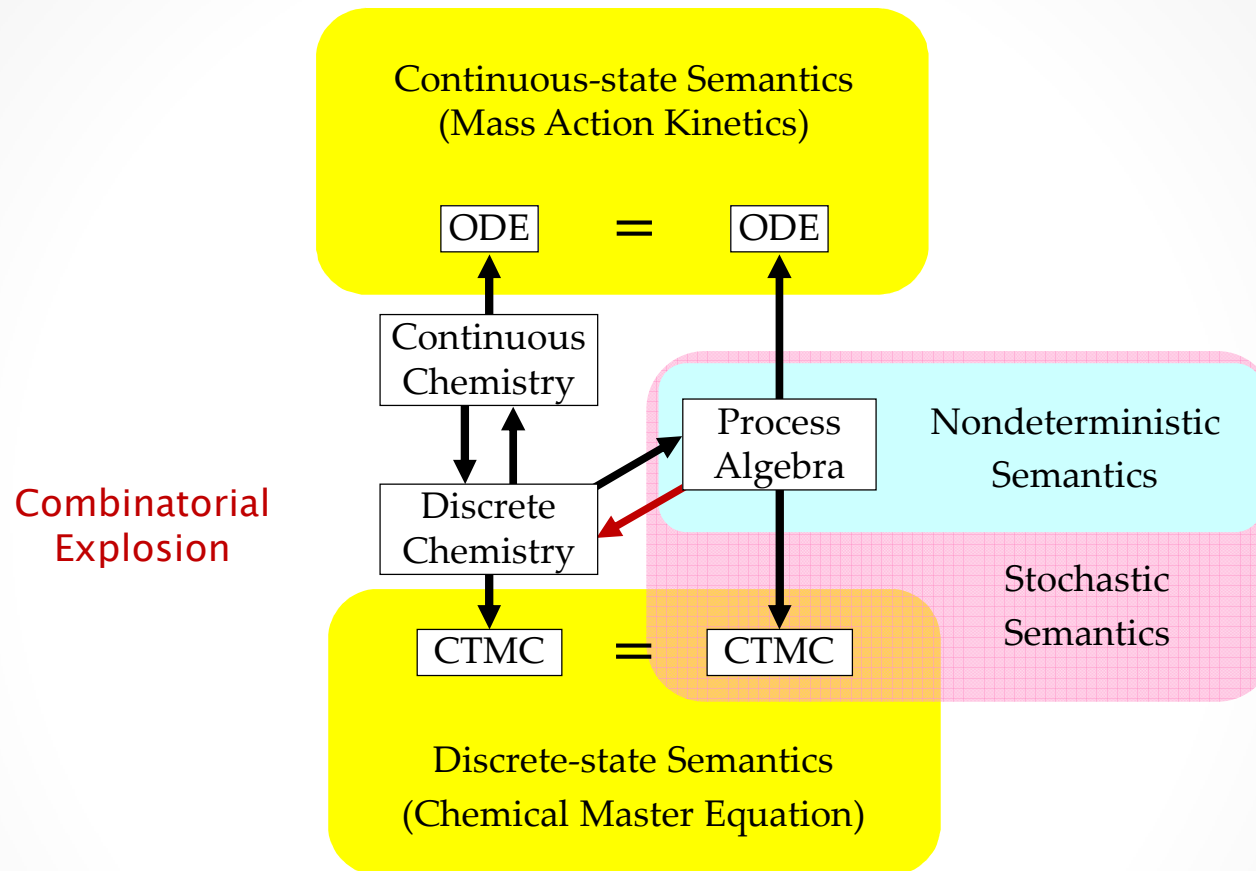 Continuous-state Semantics
(Mass Action Kinetics)
ODE = ODE
Continuous
Chemistry
Process
Algebra
Nondeterministic
Semantics
Combinatorial
Explosion
Discrete
Chemistry
Stochastic
Semantics
CTMC = CTMC
Discrete-state Semantics
(Chemical Master Equation)